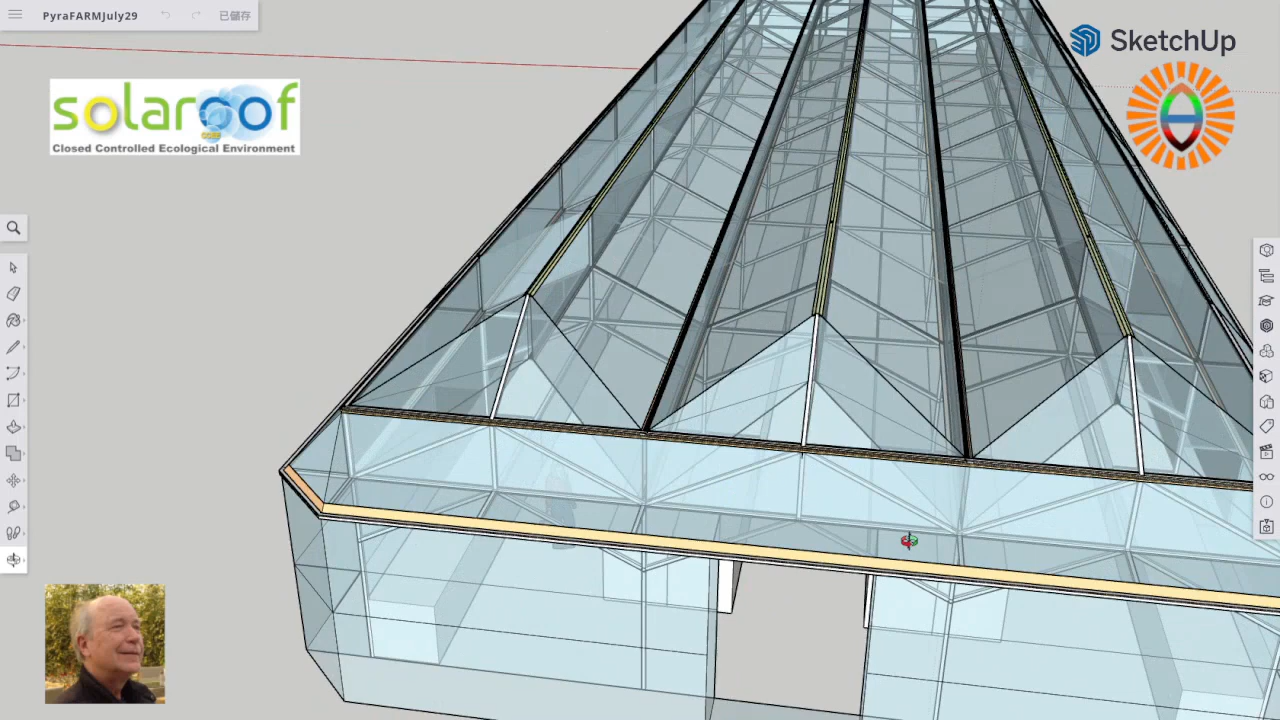 PyraFARMJuly29
已儲存
SketchUp
solaroof
Closed Controlled Ecological Environment